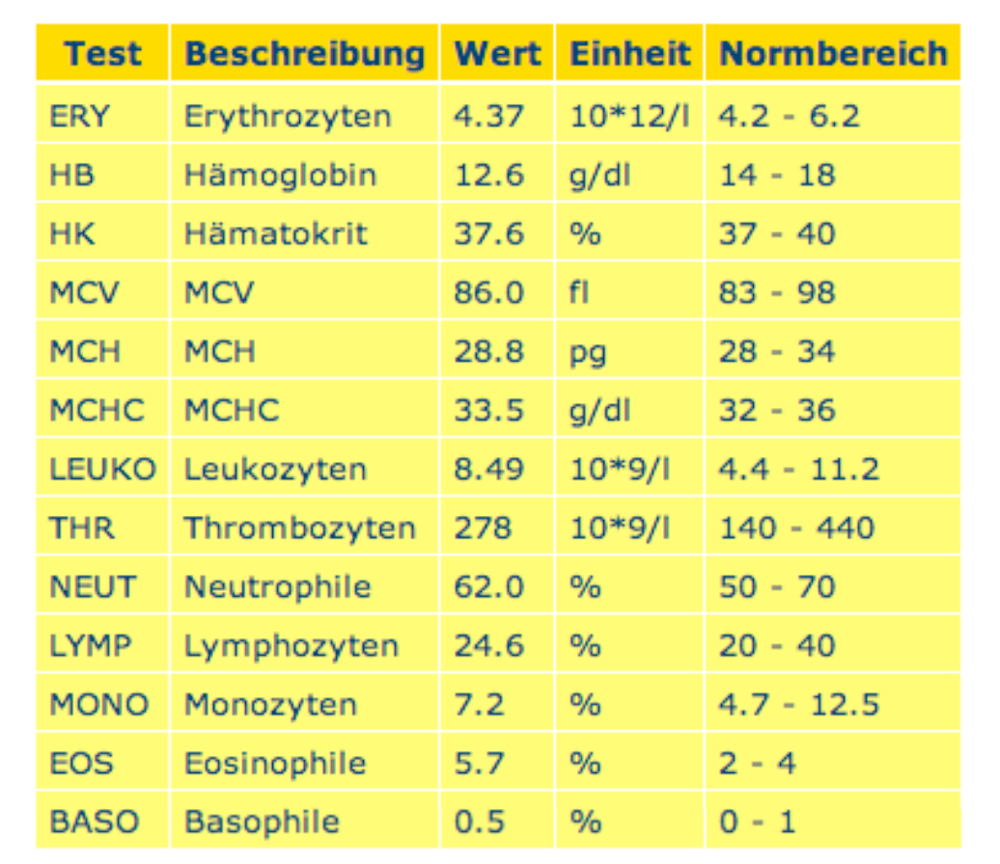 Test Beschreibung Wert Einheit Normbereich
ERY Erythrozyten 4.37 10*12/l 4.2 - 6.2
HB Hämoglobin 12.6 g/dl 14 - 18
HK Hämatokrit 37.6 % 37 - 40
MCV MCV 86.0 fl 83 - 98
MCH MCH 28.8 pg 28 - 34
MCHC MCHC 33.5 g/dl 32 - 36
LEUKO Leukozyten 8.49 10*9/l 4.4 - 11.2
THR Thrombozyten 278 10*9/l 140 - 440
NEUT Neutrophile 62.0 % 50 - 70
LYMP Lymphozyten 24.6 % 20 - 40
MONO Monozyten 7.2 % 4.7 - 12.5
EOS Eosinophile 5.7 % 2 - 4
BASO Basophile 0.5 % 0 - 1